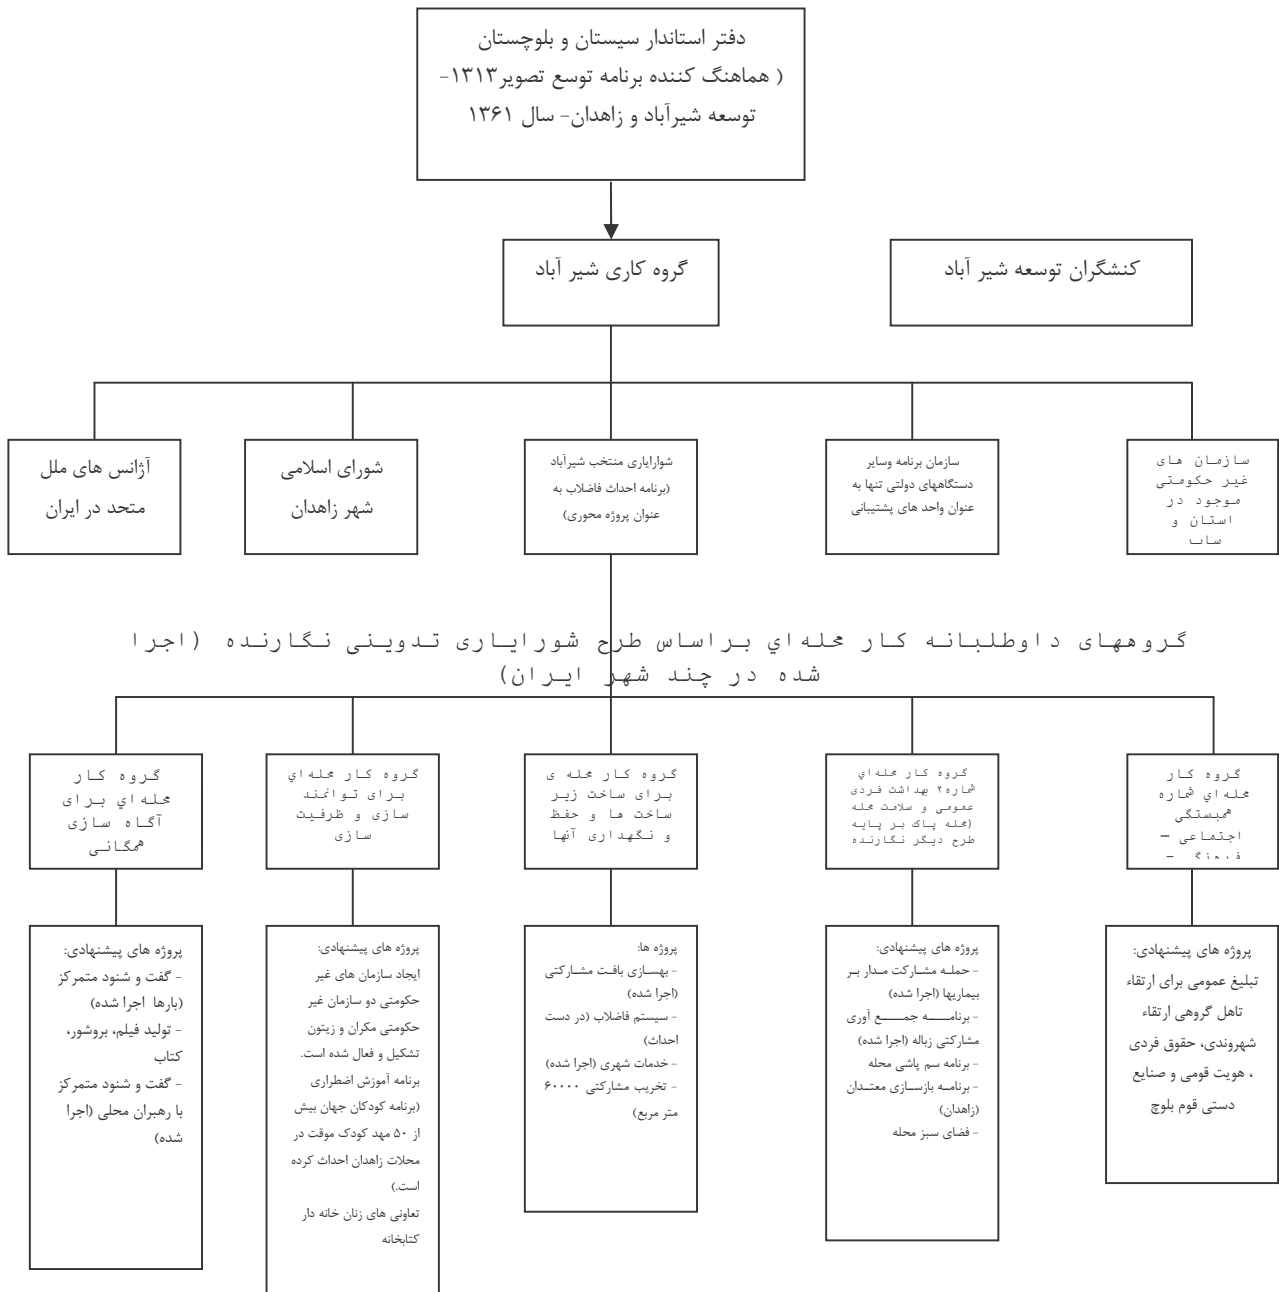 دفتر استاندار سیستان و بلوچستان
( هماهنگ کننده برنامه توسع تصویر۱۳۱۳-
توسعه شیرآباد و زاهدان- سال ۱۳۶۱
کنشگران توسعه شیر آباد
گروه کاری شیر آباد
سازمان های
غیر حکومتی
موجود در
استان و
سازمان برنامه وسایر
دستگاههای دولتی تنها به
عنوان واحد های پشتیبانی
شوارایاری منتخب شیرآباد
(برنامه احداث فاضلاب به
عنوان پروژه محوری)
شورای اسلامی
شهر زاهدان
آژانس های ملل
متحد در ایران
گروههای داوطلبانه کار محله ای براساس طرح شورایاری تدوینی نگارنده (اجرا
شده در چند شهر ایران)
گروه کار
محله اي شماره
همبستگی
اجتماعی –
فرهنگی –
گروه کار محله اي
شماره۲ بهداشت فردی
عمومی و سلامت محله
(محله پاک بر پایه
طرح دیگر نگارنده
گروه کار محله ی
برای ساخت زیر
ساخت ها و حفظ
و نگهداری آنها
گروه کار محله اي
برای توانمند
سازی و ظرفیت
سازی
گروه کار
محله اي برای
آگاه سازی
همگانی
پروژه های پیشنهادی:
تبلیغ عمومی برای ارتقاء
تاهل گروهی ارتقاء
شهروندی، حقوق فردی
، هویت قومی و صنایع
دستی قوم بلوچ
پروژه های پیشنهادی:
- حمله مشارکت مدار بر
بیماریها (اجرا شده)
- برنامه جمع آوری
مشارکتی زباله (اجرا شده)
- برنامه سم پاشی محله
- برنامه بازسازی معتدان
(زاهدان)
- فضای سبز محله
پروژه ها:
- بهسازی بافت مشارکتی
(اجرا شده)
- سیستم فاضلاب (در دست
احداث)
- خدمات شهری (اجرا شده)
- تخریب مشارکتی ۶۰۰۰۰
متر مربع)
پروژه های پیشنهادی:
ایجاد سازمان های غیر
حکومتی دو سازمان غیر
حکومتی مکران و زیتون
تشکیل و فعال شده است.
برنامه آموزش اضطراری
(برنامه کودکان جهان بیش
از ۵۰ مهد کودک موقت در
محلات زاهدان احداث کرده
است.)
تعاونی های زنان خانه دار
کتابخانه
پروژه های پیشنهادی:
- گفت و شنود متمرکز
(بارها اجرا شده)
- تولید فیلم، بروشور،
کتاب
- گفت و شنود متمرکز
با رهبران محلی (اجرا
شده)